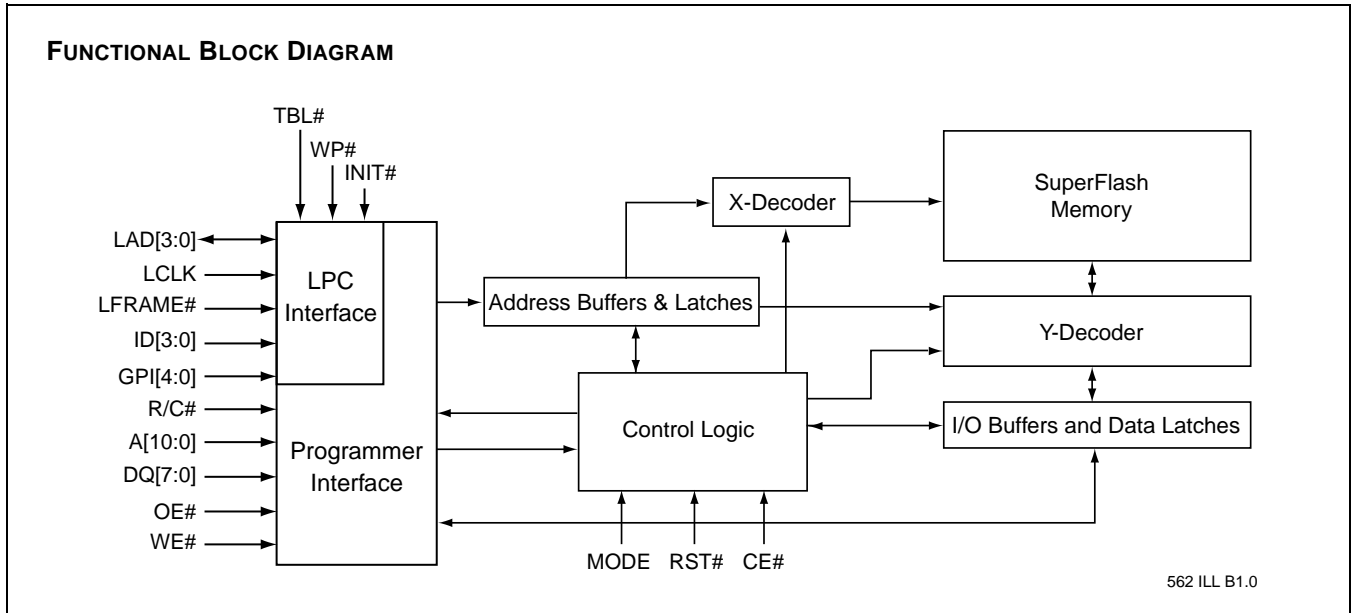 FUNCTIONAL BLOCK DIAGRAM
TBL#
WP#
INIT#
LAD[3:0]
LCLK
LFRAME#
ID[3:0]
GPI[4:0]
R/C#
A[10:0]
DQ[7:0]
OE#
WE#
LPC
Interface
Programmer
Interface
Address Buffers & Latches
X-Decoder
Control Logic
MODE
RST#
CE#
SuperFlash
Memory
Y-Decoder
I/O Buffers and Data Latches
562 ILL B1.0